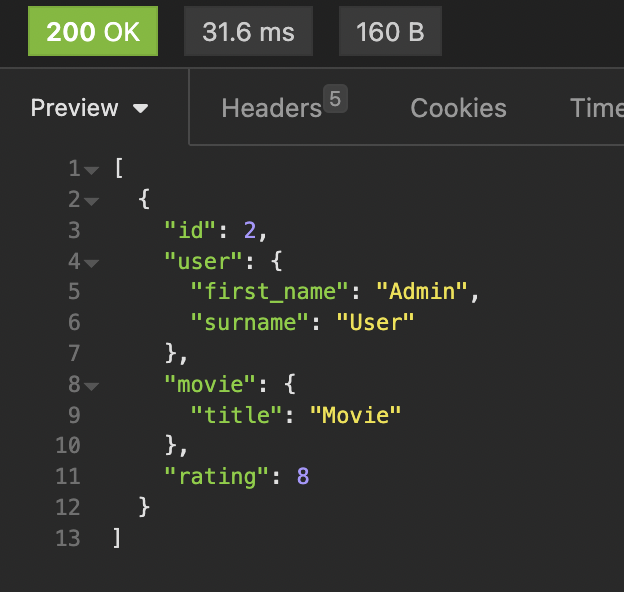 200 OK 31.6 ms 160 B
Preview Headers 5 Cookies Time
1 [
2 {
3 "id": 2,
4 "user": {
5 "first_name": "Admin",
6 "surname": "User"
7 },
8 "movie": {
9 "title": "Movie"
10 },
11 "rating": 8
12 }
13 ]